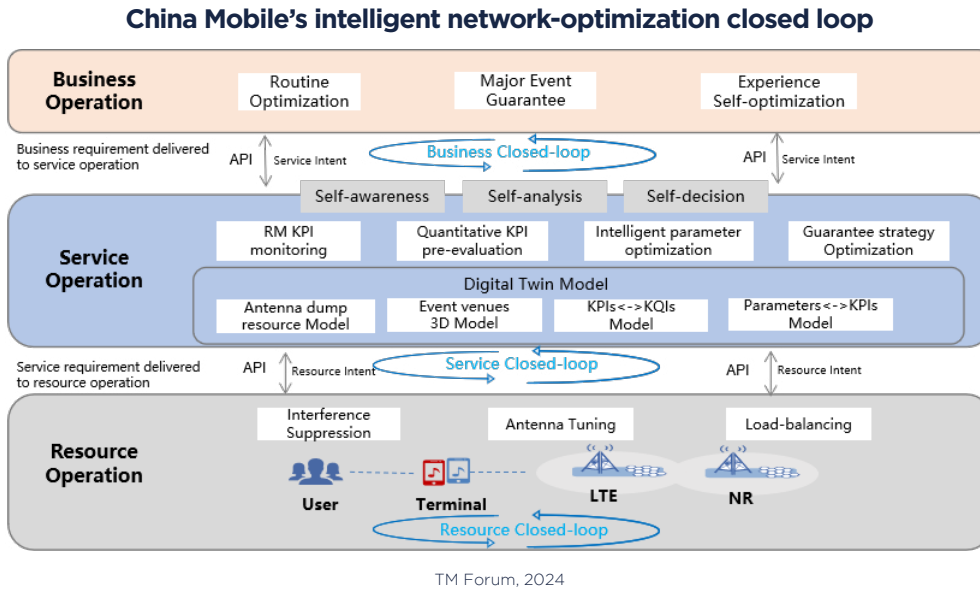 China Mobile’s intelligent network-optimization closed loop
Business
Operation
Routine
Optimization
Major Event
Guarantee
Experience
Self-optimization
Business requirement delivered
to service operation
API
Service Intent
Business Closed-loop
API
Service Intent
Self-awareness
Self-analysis
Self-decision
Service
Operation
RM KPI
monitoring
Quantitative KPI
pre-evaluation
Intelligent parameter
optimization
Guarantee strategy
Optimization
Digital Twin Model
Antenna dump
resource Model
Event venues
3D Model
KPIs<->KQIs
Model
Parameters<->KPIs
Model
Service requirement delivered
to resource operation
API
Resource Intent
Service Closed-loop
API
Resource Intent
Resource
Operation
Interference
Suppression
Antenna Tuning
Load-balancing
User
Terminal
LTE
NR
Resource Closed-loop
TM Forum, 2024